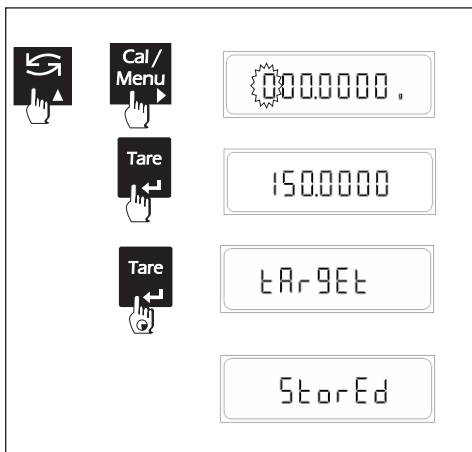 Cal /
Menu
000.0000 g
Tare
150.0000
Tare
tArgEt
StorEd